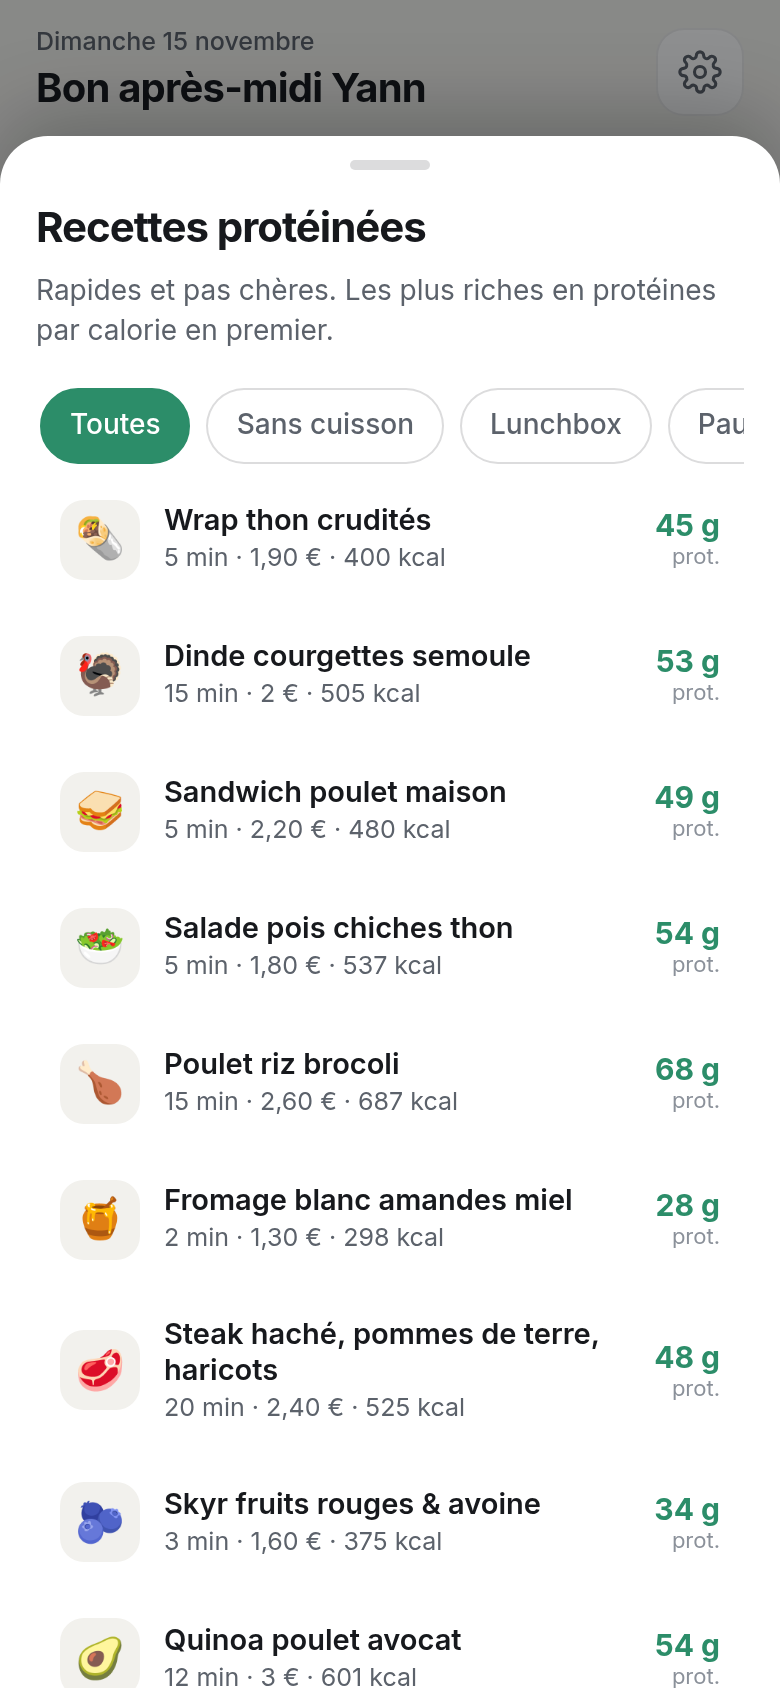 Dimanche 15 novembre
Bon après-midi Yann
Recettes protéinées
Rapides et pas chères. Les plus riches en protéines
par calorie en premier.
Toutes
Sans cuisson
Lunchbox
Pau
Wrap thon crudités
45 g
5 min · 1,90 € · 400 kcal
prot.
Dinde courgettes semoule
53 g
15 min · 2 € · 505 kcal
prot.
Sandwich poulet maison
49 g
5 min · 2,20 € · 480 kcal
prot.
Salade pois chiches thon
54 g
5 min · 1,80 € · 537 kcal
prot.
Poulet riz brocoli
68 g
15 min · 2,60 € · 687 kcal
prot.
Fromage blanc amandes miel
28 g
2 min · 1,30 € · 298 kcal
prot.
Steak haché, pommes de terre,
haricots
48 g
20 min · 2,40 € · 525 kcal
prot.
Skyr fruits rouges & avoine
34 g
3 min · 1,60 € · 375 kcal
prot.
Quinoa poulet avocat
54 g
12 min · 3 € · 601 kcal
prot.